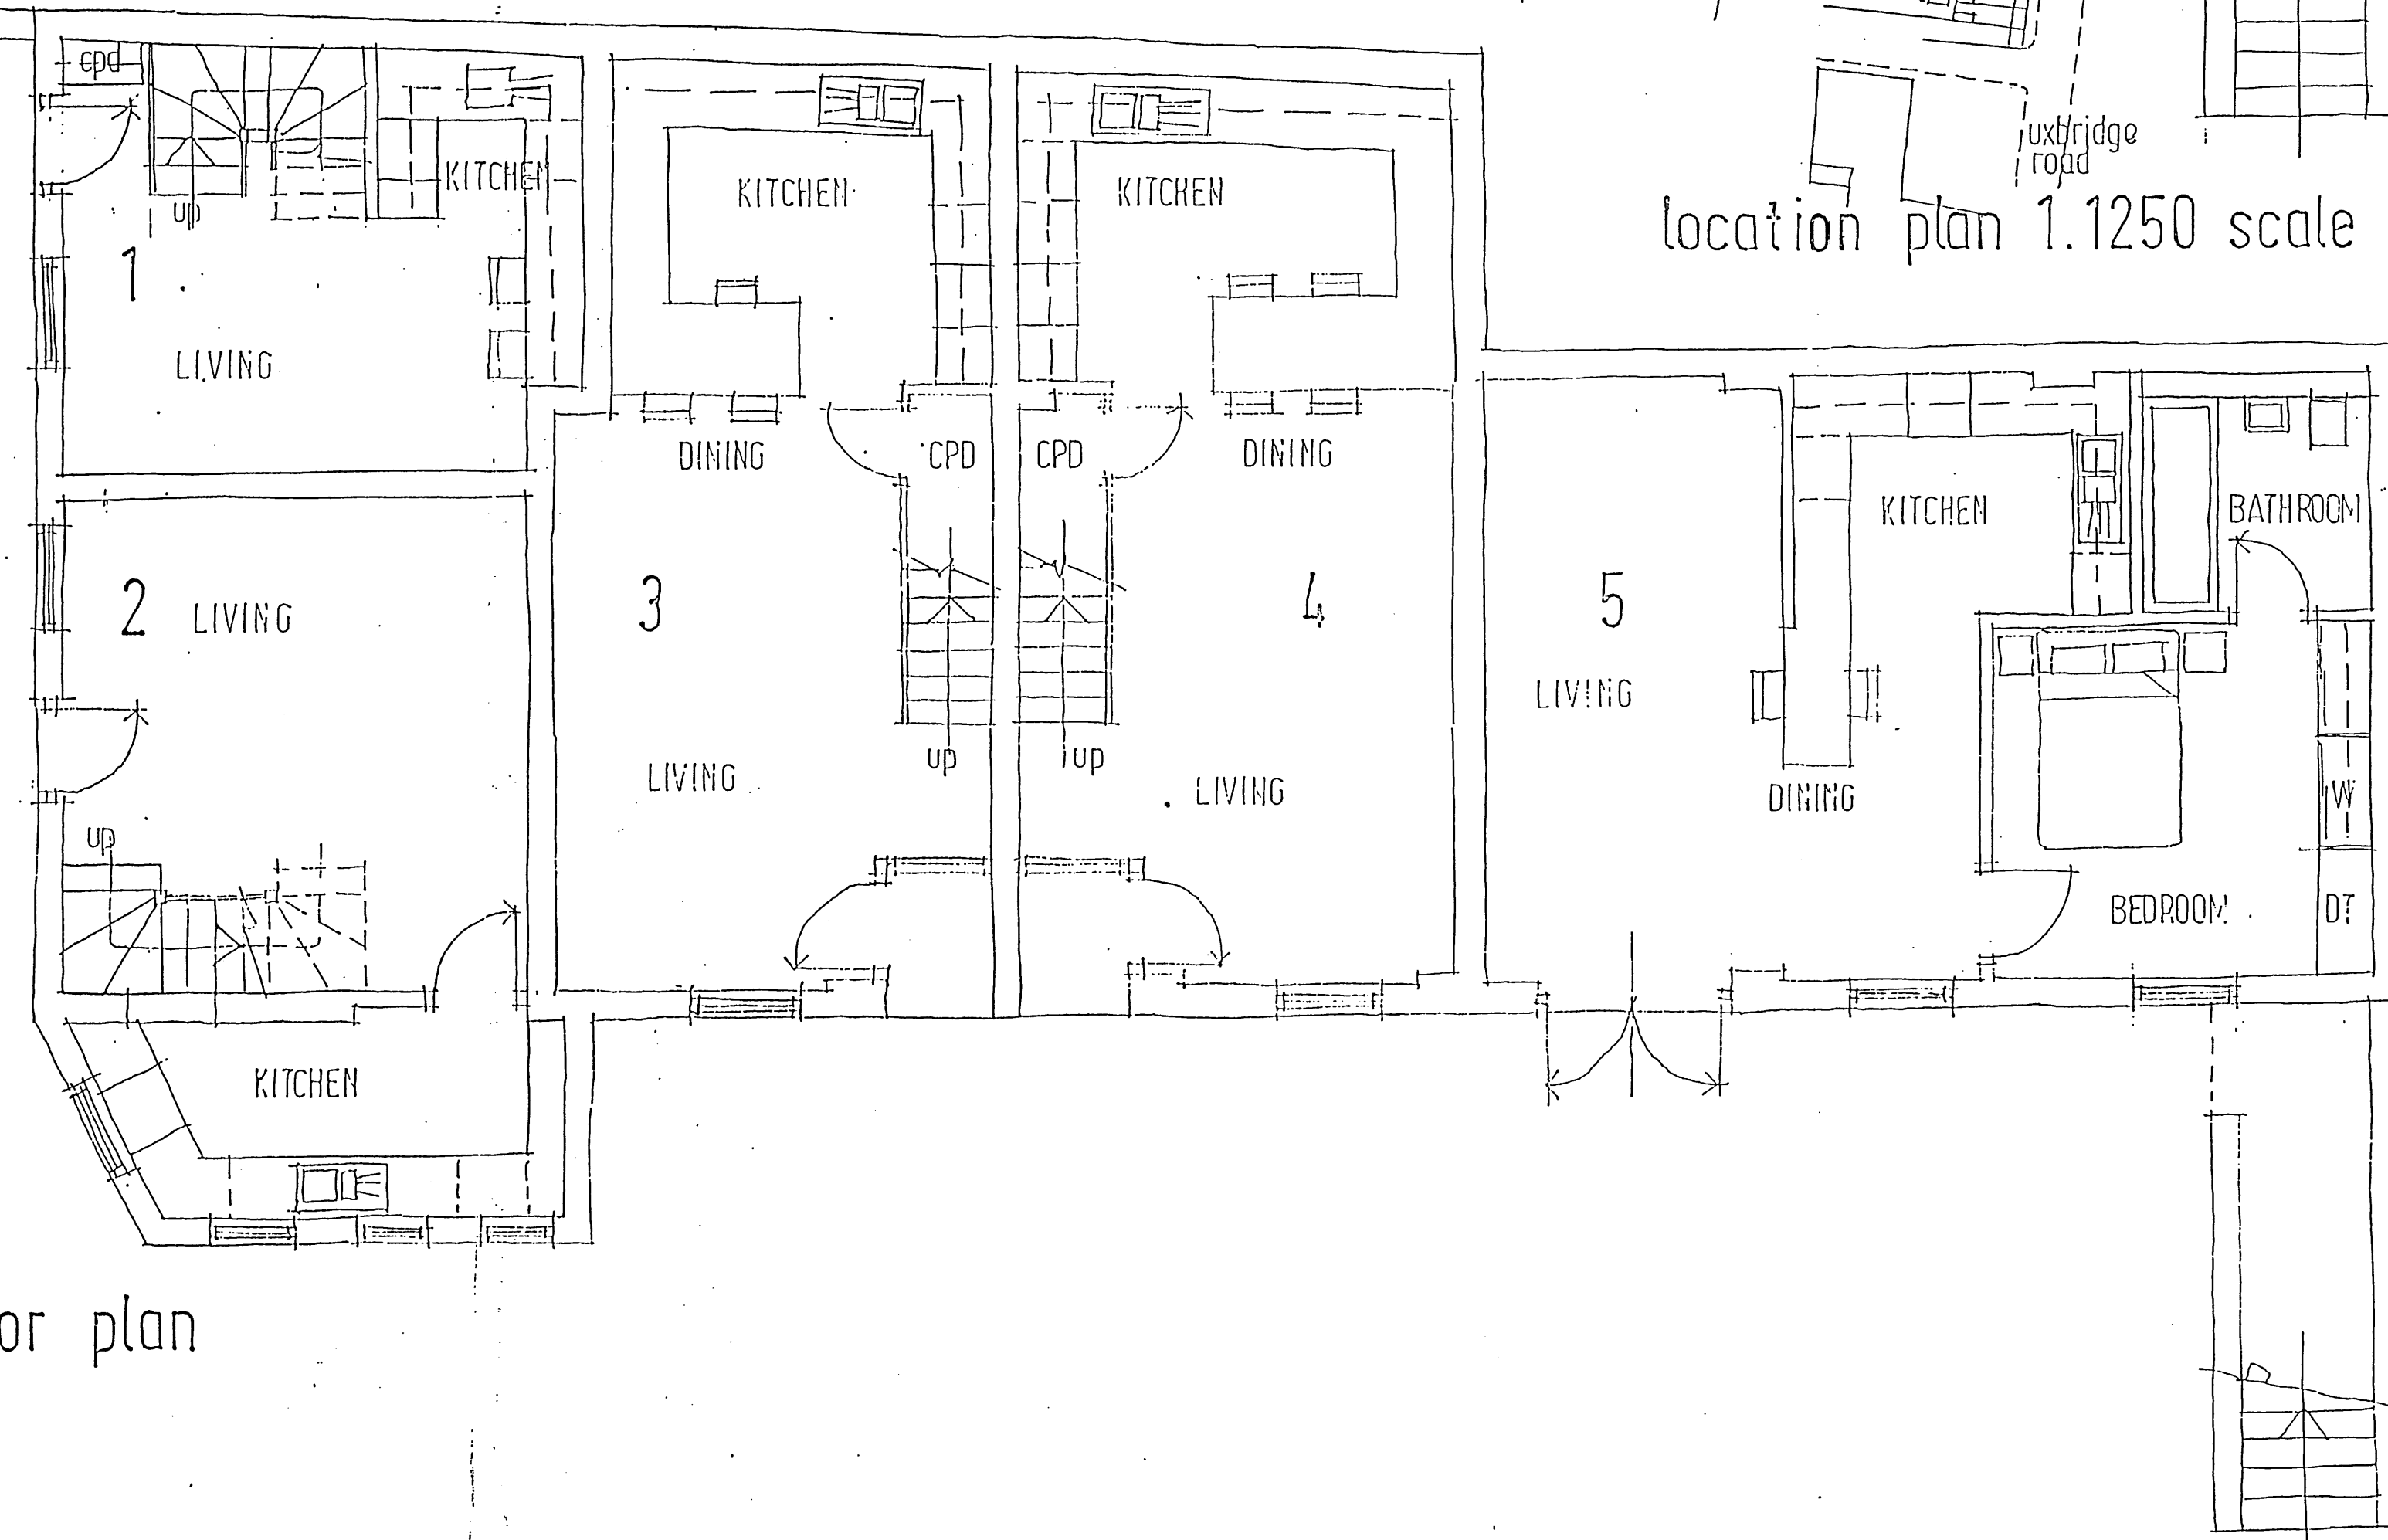 cpd
uxbridge
road
KITCHEN
KITCHEN
KITCHEN
up
location plan 1.1250 scale
1
LIVING
DINING
CPD
CPD
DINING
KITCHEN
BATHROOM
2
LIVING
3
4
5
LIVING
up
up
LIVING
LIVING
DINING
W
up
BEDROOM
DT
KITCHEN
or plan